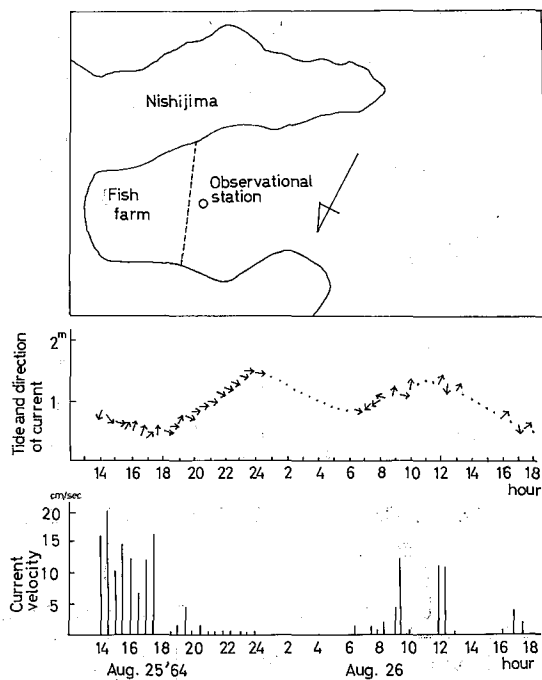 Nishijima
Fish
farm
Observational
station
Tide and direction
of current
2m
1
14 16 18 20 22 24 2 4 6 8 10 12 14 16 18
hour
cm/sec
Current
velocity
20
15
10
5
14 16 18 20 22 24 2 4 6 8 10 12 14 16 18
hour
Aug. 25'64
Aug. 26